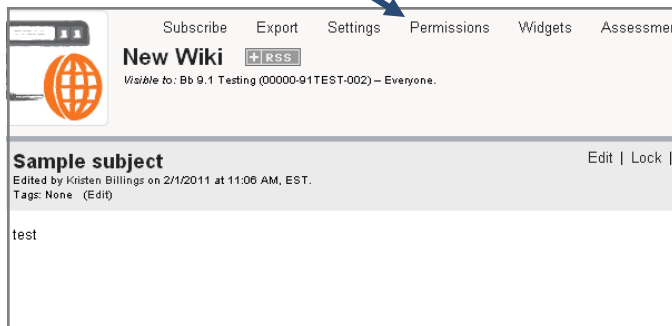 Subscribe Export Settings Permissions Widgets Assessmen
New Wiki + RSS
Visible to: Bb 9.1 Testing (00000-91TEST-002) – Everyone.
Sample subject
Edit | Lock |
Edited by Kristen Billings on 2/1/2011 at 11:06 AM, EST.
Tags: None (Edit)
test